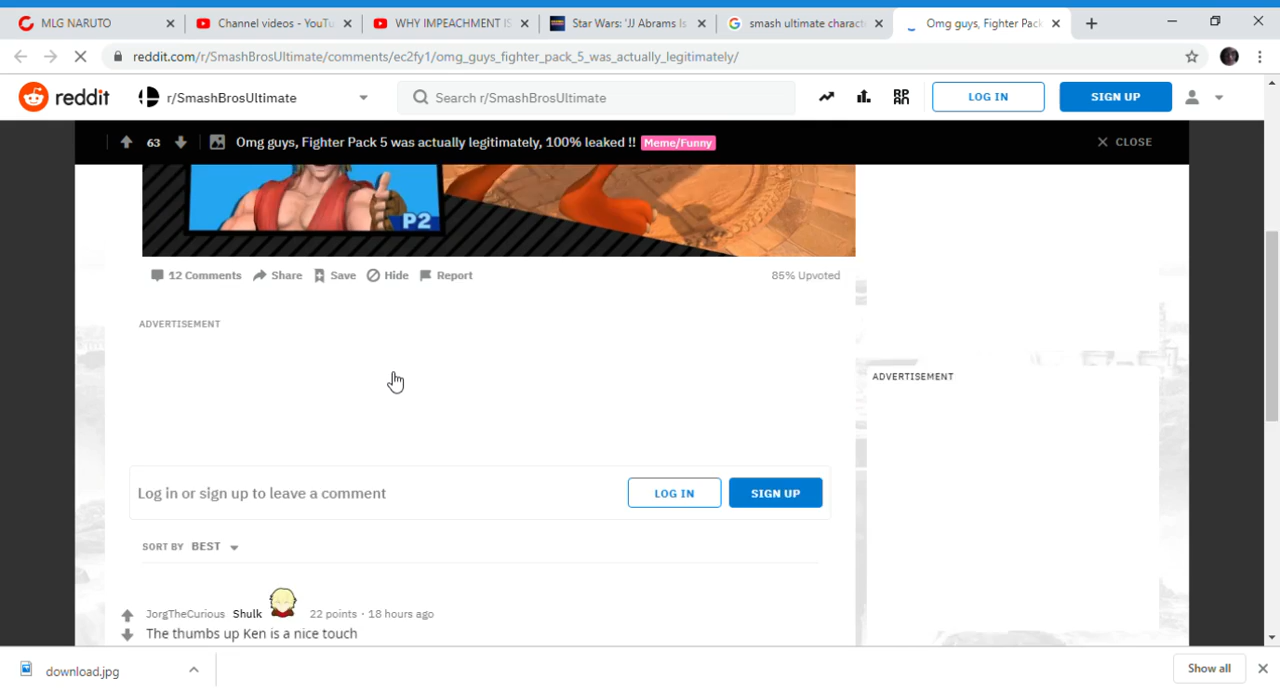 MLG NARUTO
Channel videos - YouTu
WHY IMPEACHMENT IS
Star Wars: 'JJ Abrams Is
smash ultimate charact
Omg guys, Fighter Pack
reddit.com/r/SmashBrosUltimate/comments/ec2fy1/omg_guys_fighter_pack_5_was_actually_legitimately/
reddit
r/SmashBrosUltimate
Search r/SmashBrosUltimate
RPAN
LOG IN
SIGN UP
63
Omg guys, Fighter Pack 5 was actually legitimately, 100% leaked !!
Meme/Funny
CLOSE
P2
12 Comments
Share
Save
Hide
Report
85% Upvoted
ADVERTISEMENT
ADVERTISEMENT
Log in or sign up to leave a comment
LOG IN
SIGN UP
SORT BY BEST
JorgTheCurious Shulk 22 points · 18 hours ago
The thumbs up Ken is a nice touch
download.jpg
Show all